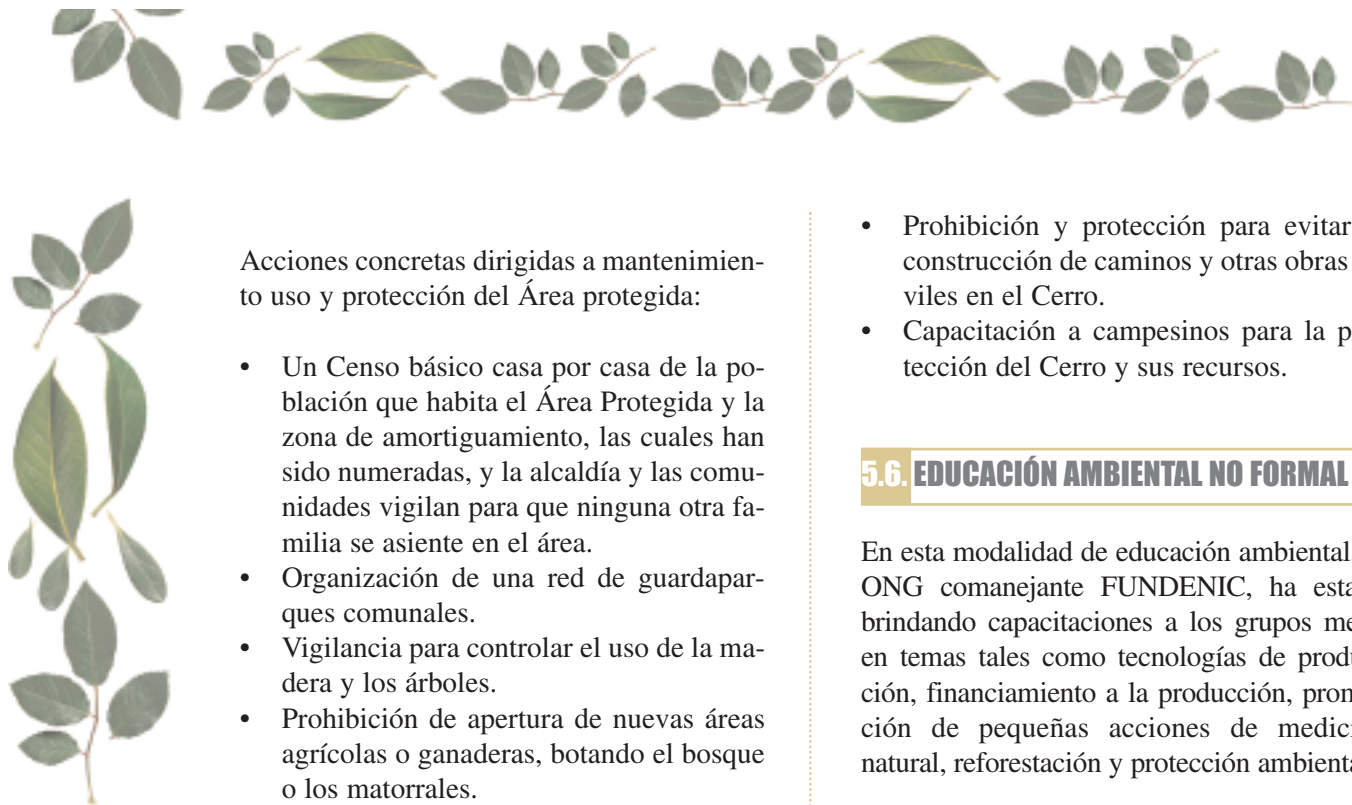 Acciones concretas dirigidas a mantenimien-
to uso y protección del Área protegida:
• Un Censo básico casa por casa de la po-
blación que habita el Área Protegida y la
zona de amortiguamiento, las cuales han
sido numeradas, y la alcaldía y las comu-
nidades vigilan para que ninguna otra fa-
milia se asiente en el área.
• Organización de una red de guardapar-
ques comunales.
• Vigilancia para controlar el uso de la ma-
dera y los árboles.
• Prohibición de apertura de nuevas áreas
agrícolas o ganaderas, botando el bosque
o los matorrales.
• Prohibición y protección para evitar
construcción de caminos y otras obras
viles en el Cerro.
• Capacitación a campesinos para la p
tección del Cerro y sus recursos.
5.6. EDUCACIÓN AMBIENTAL NO FORMAL
En esta modalidad de educación ambiental
ONG comanejante FUNDENIC, ha esta
brindando capacitaciones a los grupos me
en temas tales como tecnologías de produ
ción, financiamiento a la producción, prom
ción de pequeñas acciones de medici
natural, reforestación y protección ambienta